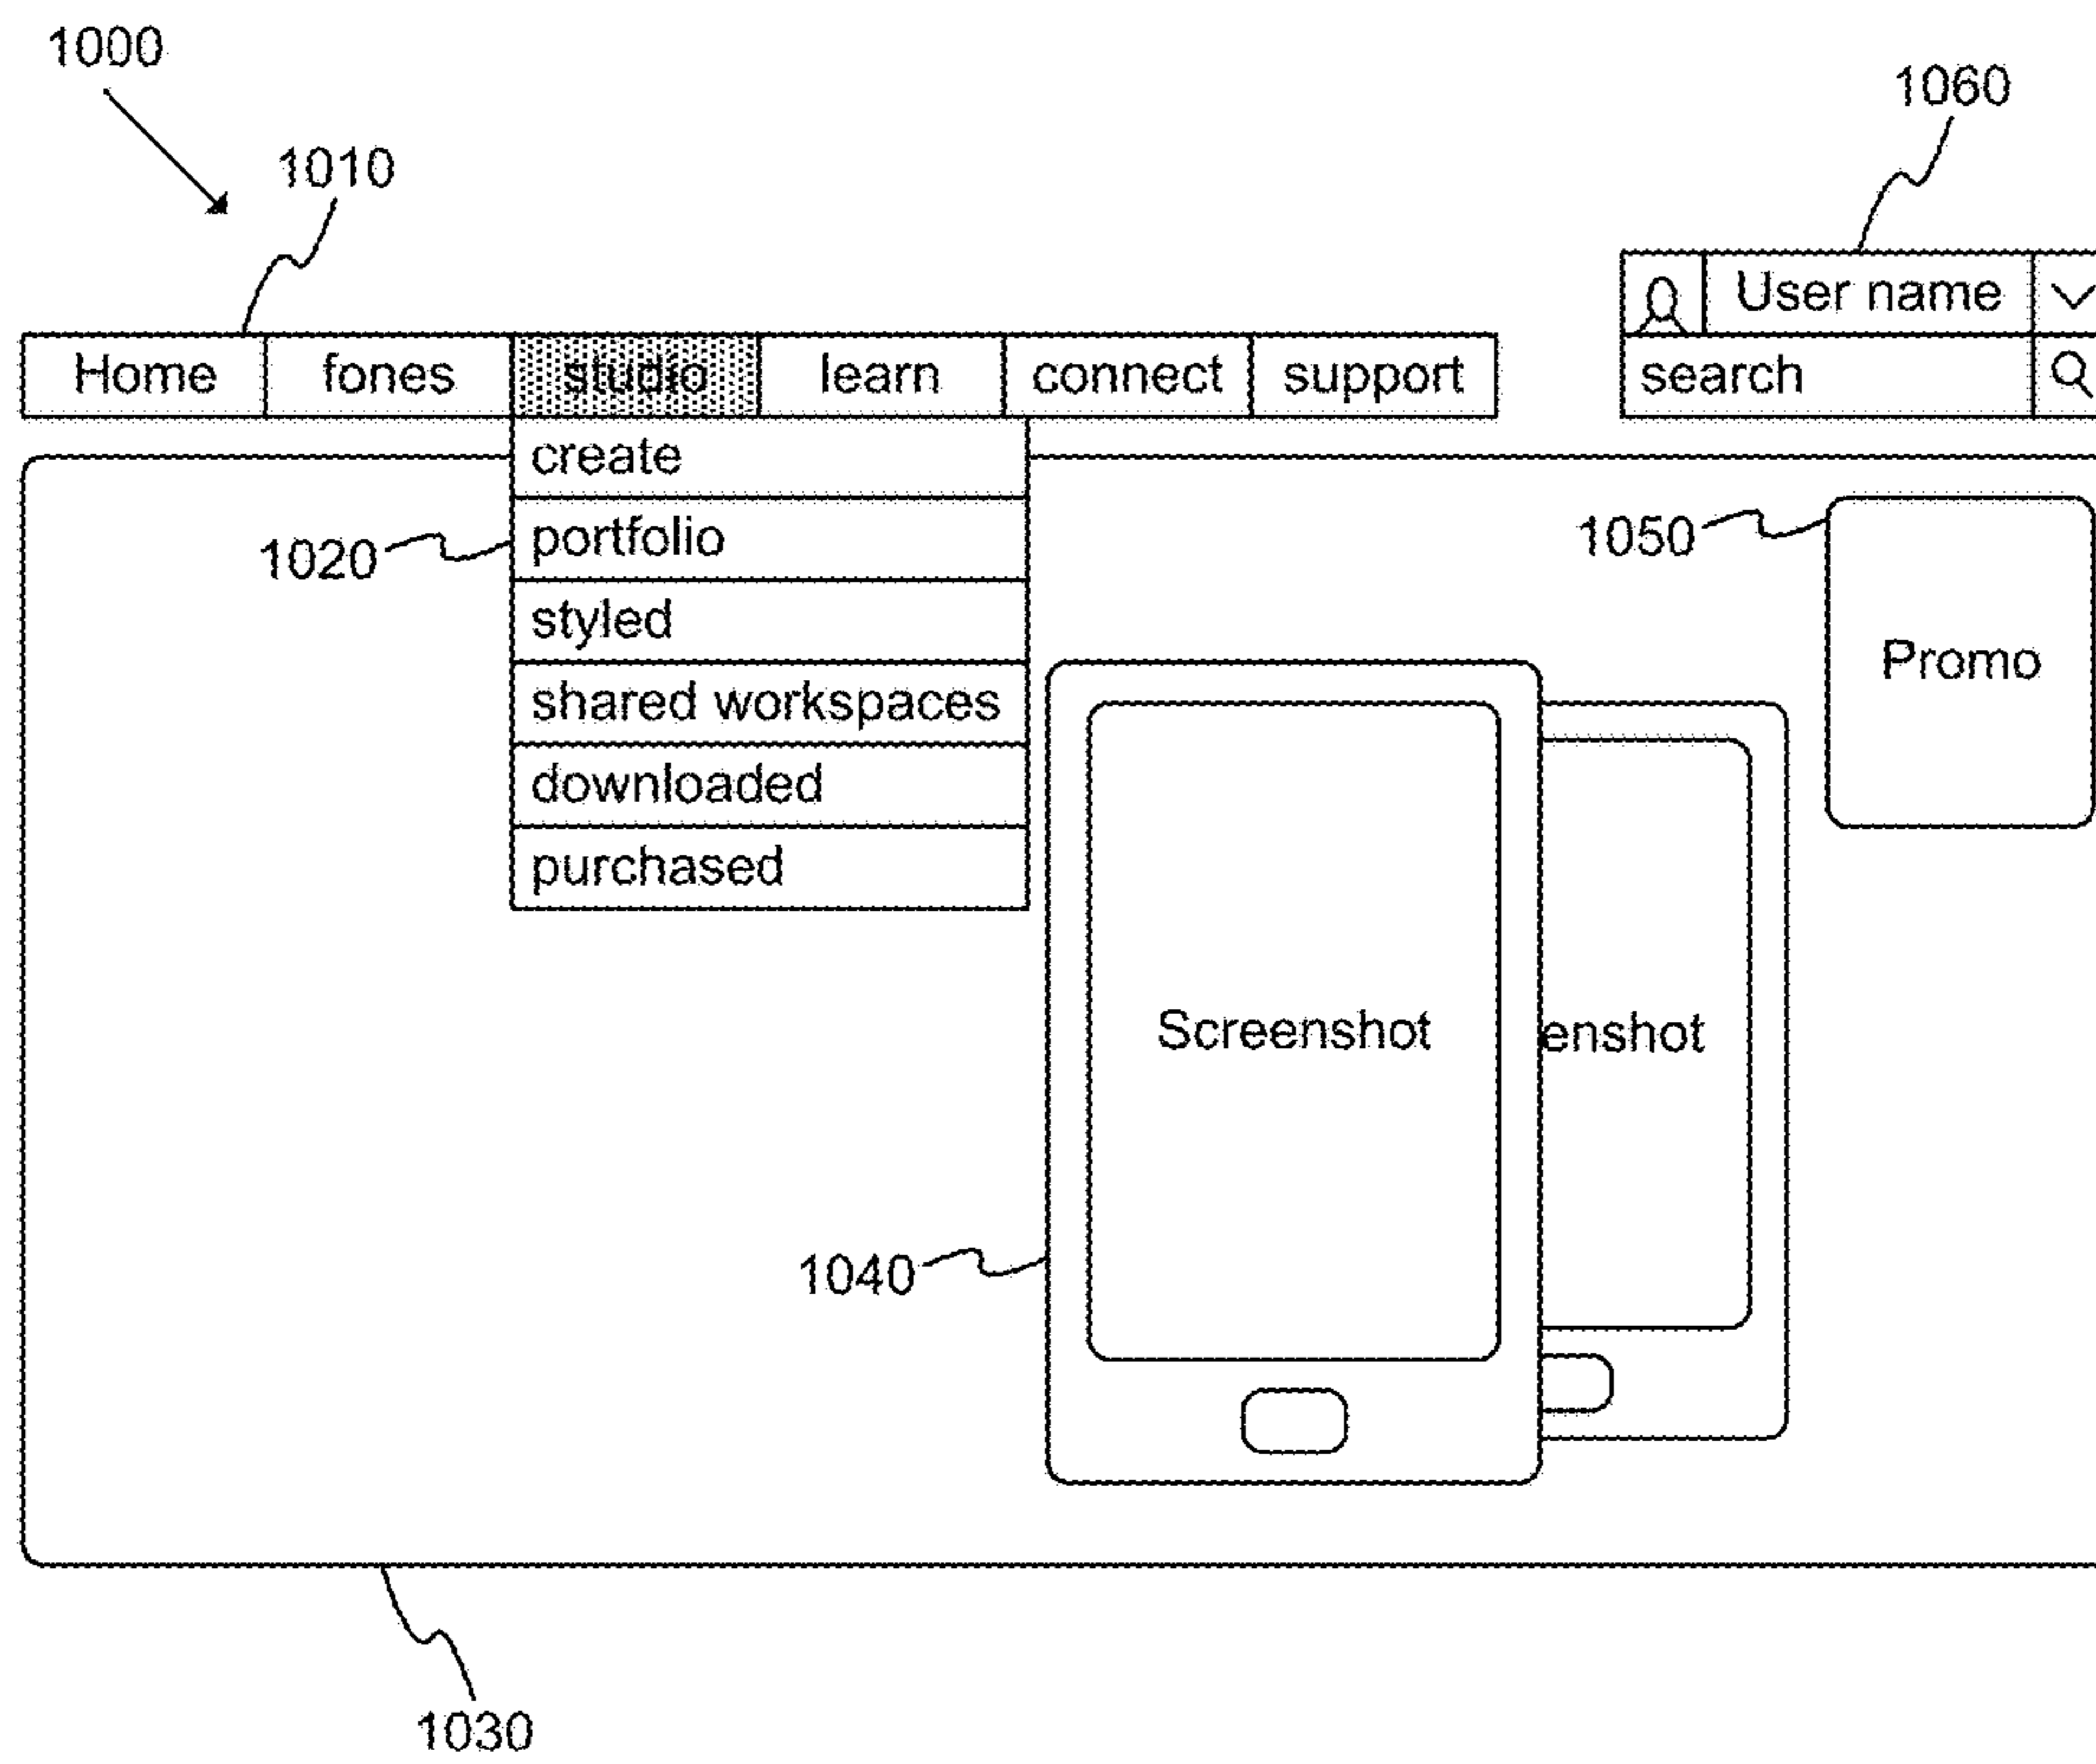 1000
1060
1010
User name
Home fones studio learn connect support
search
create
1020
portfolio
1050
styled
Promo
shared workspaces
downloaded
purchased
Screenshot
enshot
1040
1030